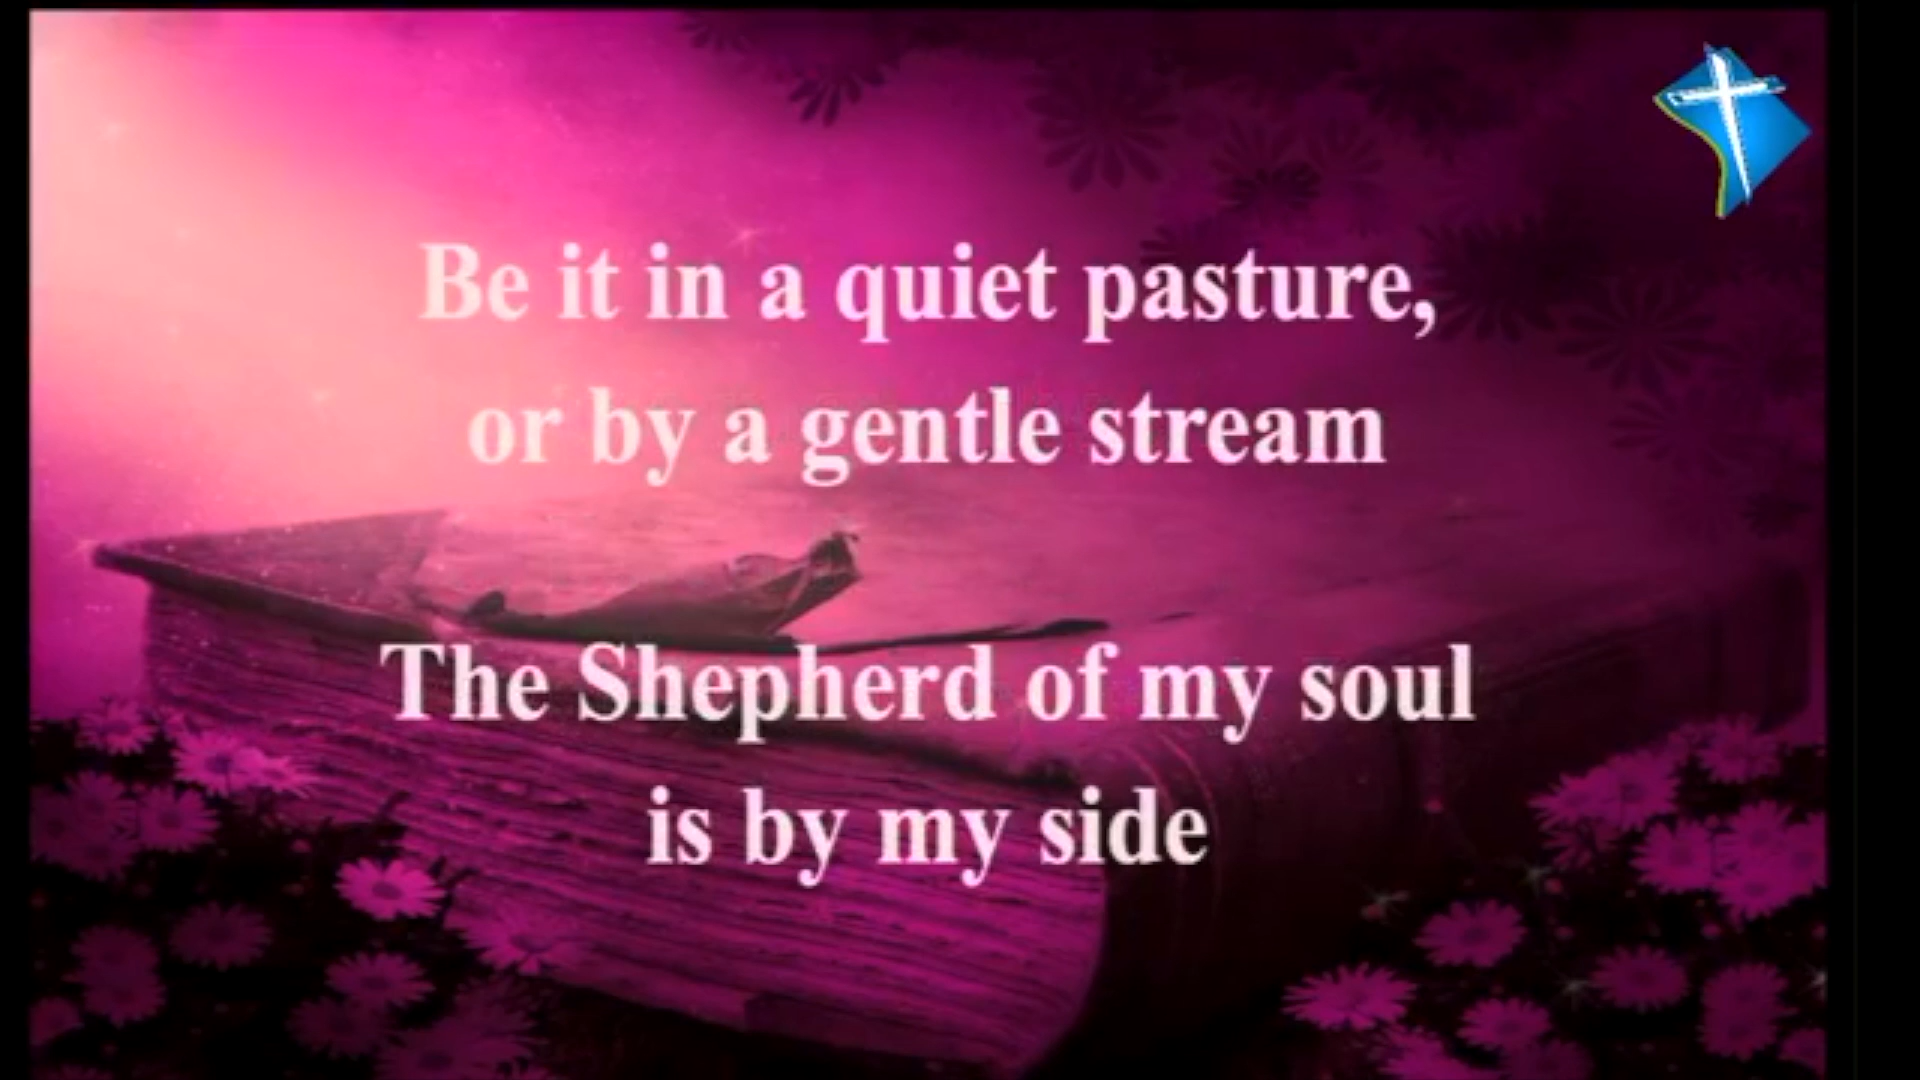 Be it in a quiet pasture,
or by a gentle stream
The Shepherd of my soul
is by my side